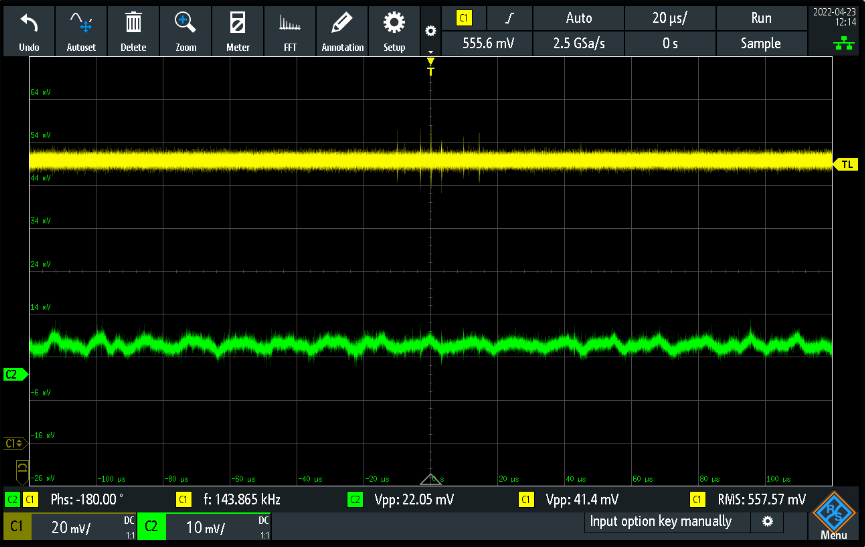 Undo
Autoset
Delete
Zoom
Meter
FFT
Annotation
Setup
C1
Auto
20 µs/
Run
555.6 mV
2.5 GSa/s
0 s
Sample
2022-04-23
12:14
T
64 mV
54 mV
TL
44 mV
34 mV
24 mV
14 mV
C2
-6 mV
C1
-16 mV
-26 mV
-100 µs
-80 µs
-60 µs
-40 µs
-20 µs
0 s
20 µs
40 µs
60 µs
80 µs
100 µs
C2 C1 Phs: -180.00 °
C1 f: 143.865 kHz
C2 Vpp: 22.05 mV
C1 Vpp: 41.4 mV
C1 RMS: 557.57 mV
C1 20 mV/ DC 1:1
C2 10 mV/ DC 1:1
Input option key manually
R&S
Menu